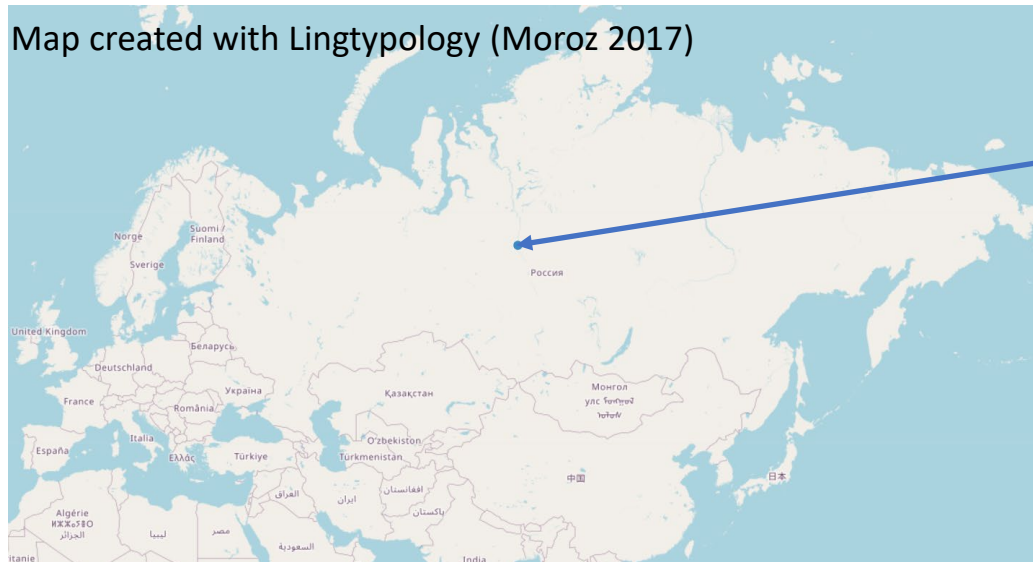 Map created with Lingtypology (Moroz 2017)
Norge
Suomi /
Finland
Sverige
Россия
United Kingdom
Беларусь
Deutschland
Україна
Қазақстан
Монгол
улс
France
România
Italia
O'zbekiston
España
Ελλάς
Türkiye
Türkmenistan
中国
日本
العراق
ایران
افغانستان
پاکستان
Algérie
الجزائر
ليبيا
مصر
السعودية
itanie
India